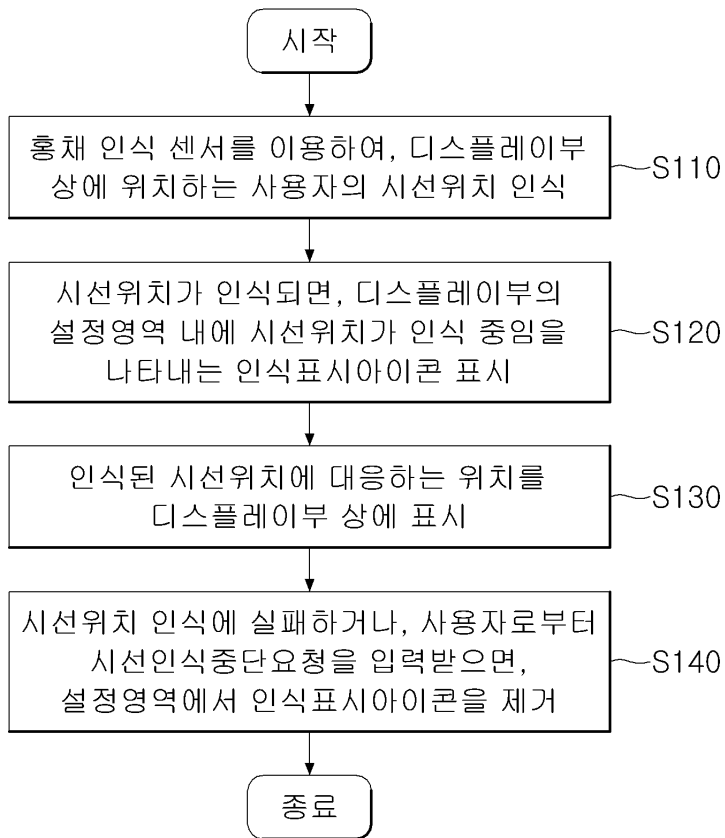 시작
홍채 인식 센서를 이용하여, 디스플레이부
상에 위치하는 사용자의 시선위치 인식
S110
시선위치가 인식되면, 디스플레이부의
설정영역 내에 시선위치가 인식 중임을
나타내는 인식표시아이콘 표시
S120
인식된 시선위치에 대응하는 위치를
디스플레이부 상에 표시
S130
시선위치 인식에 실패하거나, 사용자로부터
시선인식중단요청을 입력받으면,
설정영역에서 인식표시아이콘을 제거
S140
종료